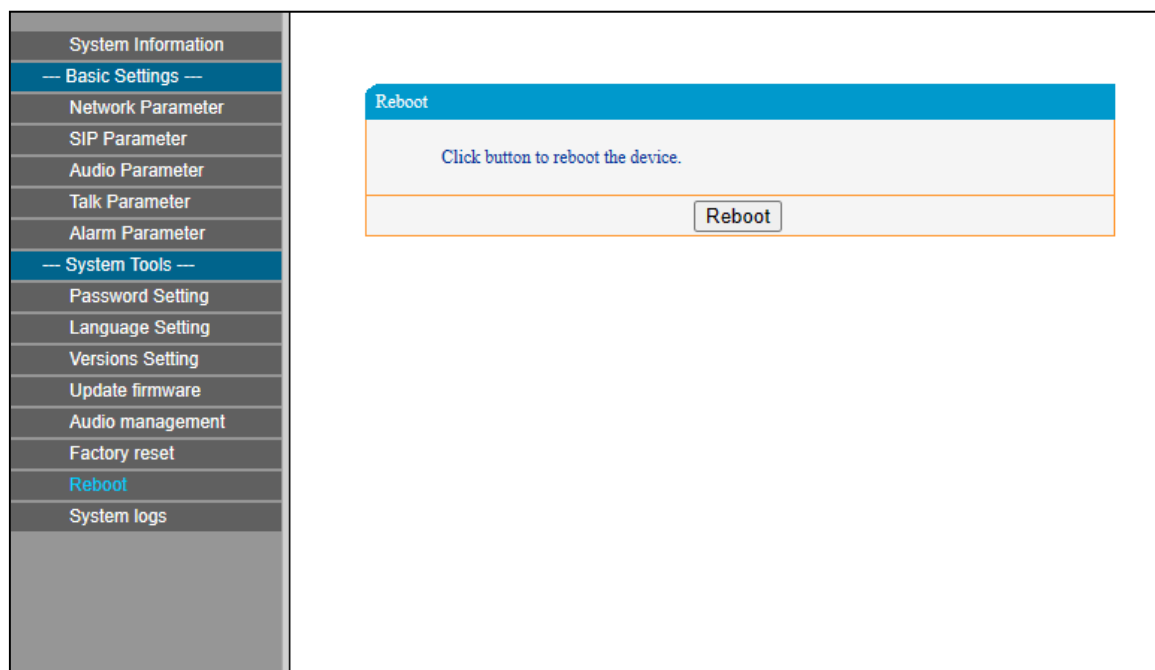 System Information
--- Basic Settings ---
Network Parameter
SIP Parameter
Audio Parameter
Talk Parameter
Alarm Parameter
--- System Tools ---
Password Setting
Language Setting
Versions Setting
Update firmware
Audio management
Factory reset
Reboot
System logs
Reboot
Click button to reboot the device.
Reboot